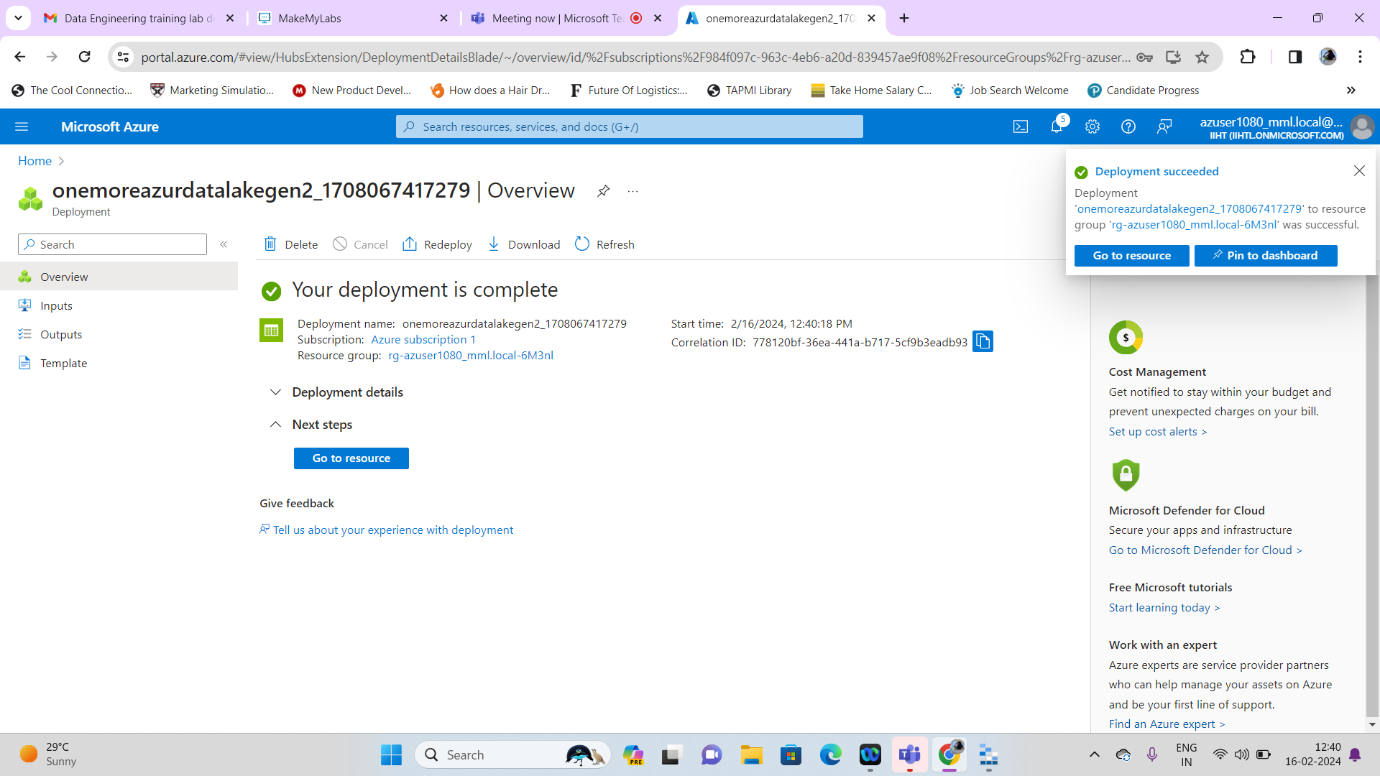 Data Engineering training lab d
MakeMyLabs
Meeting now | Microsoft Te
onemoreazurdatalakegen2_170
portal.azure.com/#view/HubsExtension/DeploymentDetailsBlade/~/overview/id/%2Fsubscriptions%2F984f097c-963c-4eb6-a20d-839457ae9f08%2FresourceGroups%2Frg-azuser...
The Cool Connectio...
Marketing Simulatio...
New Product Devel...
How does a Hair Dr...
Future Of Logistics:...
TAPMI Library
Take Home Salary C...
Job Search Welcome
Candidate Progress
»
Microsoft Azure
Search resources, services, and docs (G+/)
5
azuser1080_mml.local@...
IIHT (IIHTL.ONMICROSOFT.COM)
Home >
onemoreazurdatalakegen2_1708067417279 | Overview
...
Deployment
Search
«
Overview
Inputs
Outputs
Template
Delete
Cancel
Redeploy
Download
Refresh
Deployment succeeded
Deployment
'onemoreazurdatalakegen2_1708067417279' to resource
group 'rg-azuser1080_mml.local-6M3nl' was successful.
Go to resource
Pin to dashboard
Your deployment is complete
Deployment name: onemoreazurdatalakegen2_1708067417279
Subscription: Azure subscription 1
Resource group: rg-azuser1080_mml.local-6M3nl
Start time: 2/16/2024, 12:40:18 PM
Correlation ID: 778120bf-36ea-441a-b717-5cf9b3eadb93
Deployment details
Next steps
Go to resource
Give feedback
Tell us about your experience with deployment
$
Cost Management
Get notified to stay within your budget and
prevent unexpected charges on your bill.
Set up cost alerts >
Microsoft Defender for Cloud
Secure your apps and infrastructure
Go to Microsoft Defender for Cloud >
Free Microsoft tutorials
Start learning today >
Work with an expert
Azure experts are service provider partners
who can help manage your assets on Azure
and be your first line of support.
Find an Azure expert >
29°C
Sunny
Search
PRE
ENG
IN
12:40
16-02-2024